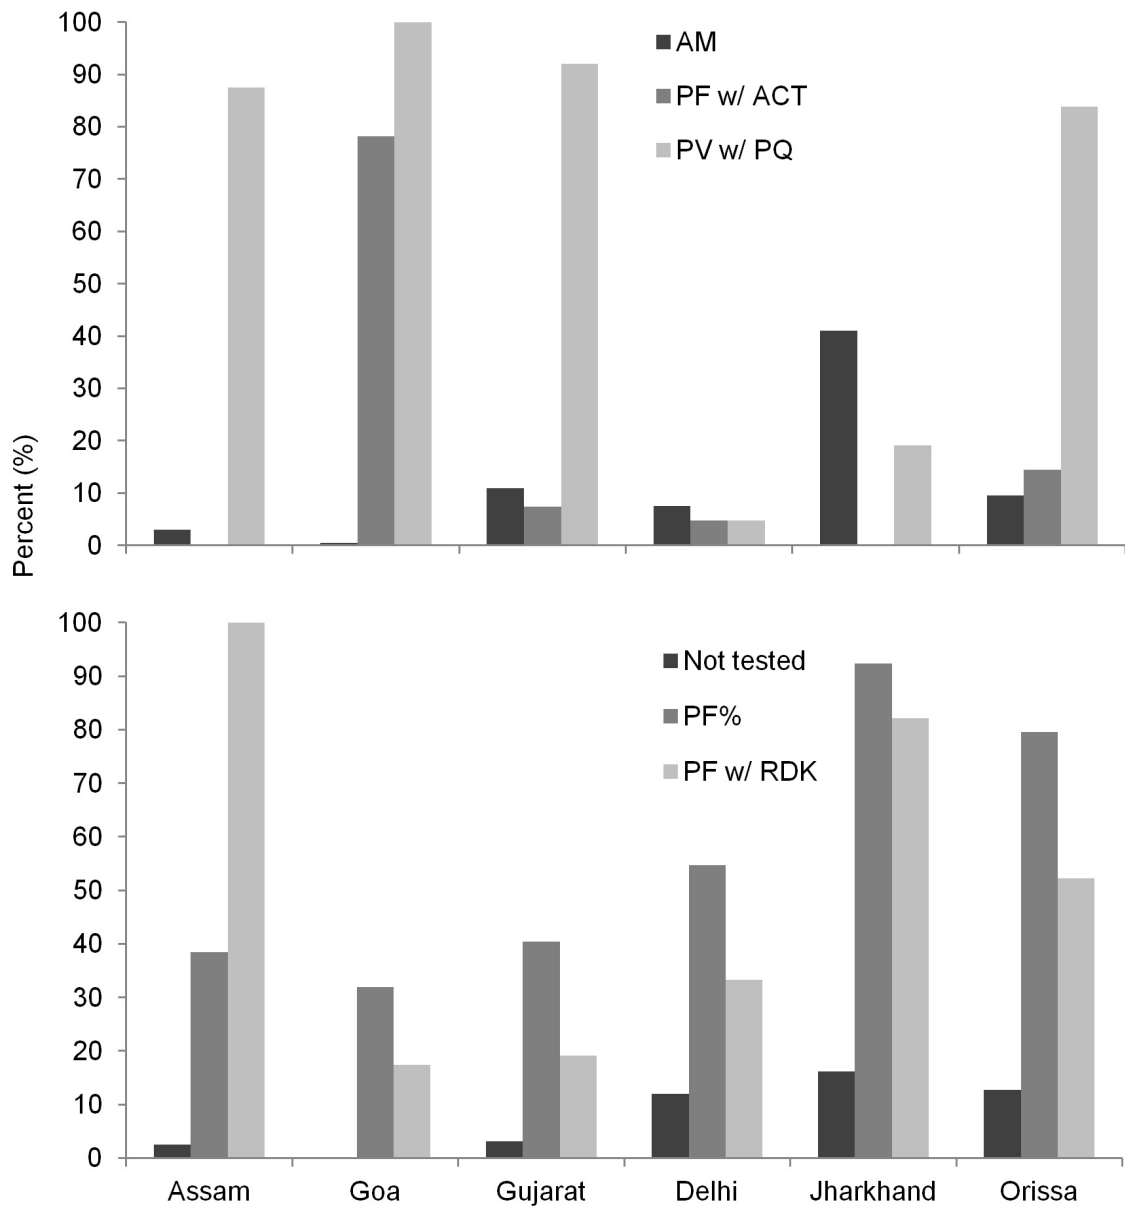 100
90
80
70
60
50
40
30
20
10
0
AM
PF w/ ACT
PV w/ PQ
Percent (%)
100
90
80
70
60
50
40
30
20
10
0
Not tested
PF%
PF w/ RDK
Assam Goa Gujarat Delhi Jharkhand Orissa